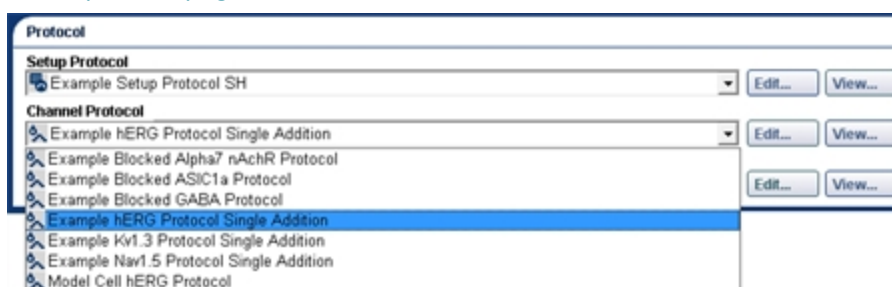 Protocol
Setup Protocol
Example Setup Protocol SH
Edit...
View...
Channel Protocol
Example hERG Protocol Single Addition
Edit...
View...
Example Blocked Alpha7 nAchR Protocol
Example Blocked ASIC1a Protocol
Example Blocked GABA Protocol
Edit...
View...
Example hERG Protocol Single Addition
Example Kv1.3 Protocol Single Addition
Example Nav1.5 Protocol Single Addition
Model Cell hERG Protocol